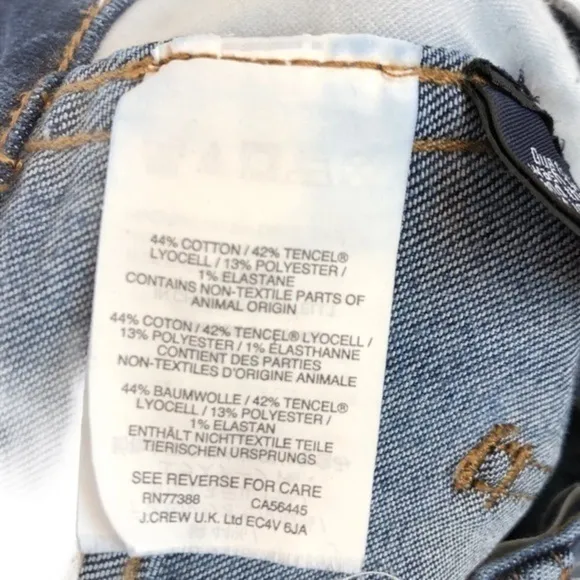 44% COTTON / 42% TENCEL®
LYOCELL / 13% POLYESTER /
1% ELASTANE
CONTAINS NON-TEXTILE PARTS OF
ANIMAL ORIGIN
44% COTON / 42% TENCEL® LYOCELL /
13% POLYESTER / 1% ÉLASTHANNE
CONTIENT DES PARTIES
NON-TEXTILES D'ORIGINE ANIMALE
44% BAUMWOLLE / 42% TENCEL®
LYOCELL / 13% POLYESTER /
1% ELASTAN
ENTHÄLT NICHTTEXTILE TEILE
TIERISCHEN URSPRUNGS
SEE REVERSE FOR CARE
RN77388 CA56445
J.CREW U.K. Ltd EC4V 6JA